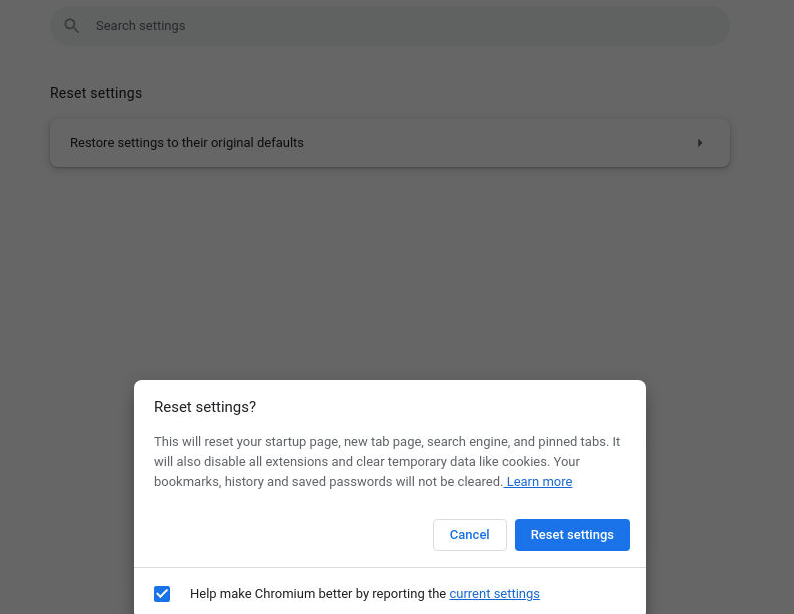 Search settings
Reset settings
Restore settings to their original defaults
Reset settings?
This will reset your startup page, new tab page, search engine, and pinned tabs. It
will also disable all extensions and clear temporary data like cookies. Your
bookmarks, history and saved passwords will not be cleared. Learn more
Cancel
Reset settings
Help make Chromium better by reporting the current settings